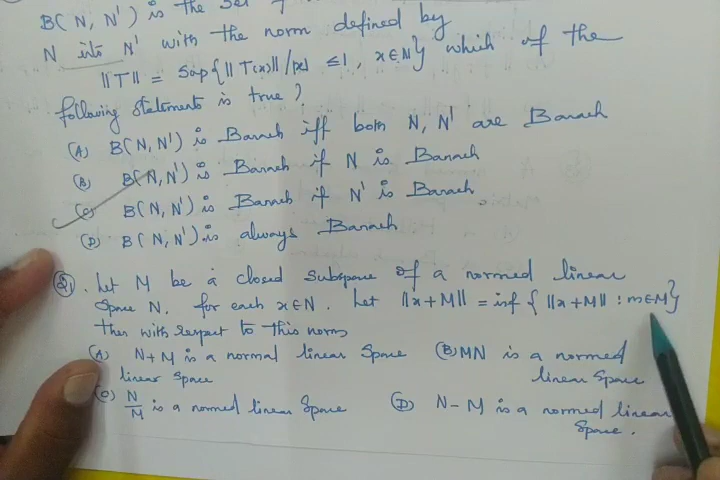 B(N, N') is the set
N into N' with the norm defined by
||T|| = Sup{||T(x)|| / |x| ≤ 1, x ∈ N} which of the
following statements is true?
(A) B(N, N') is Banach iff both N, N' are Banach
(B) B(N, N') is Banach if N is Banach
(C) B(N, N') is Banach if N' is Banach
(D) B(N, N') is always Banach
Q1. Let M be a closed subspace of a normed linear
Space N. for each x∈N. Let ||x+M|| = inf { ||x+M|| : m∈M}
then with respect to this norm
(A) N+M is a normal linear Space (B) MN is a normed
linear Space linear Space
(C) N/M is a normed linear Space (D) N-M is a normed linear
Space.